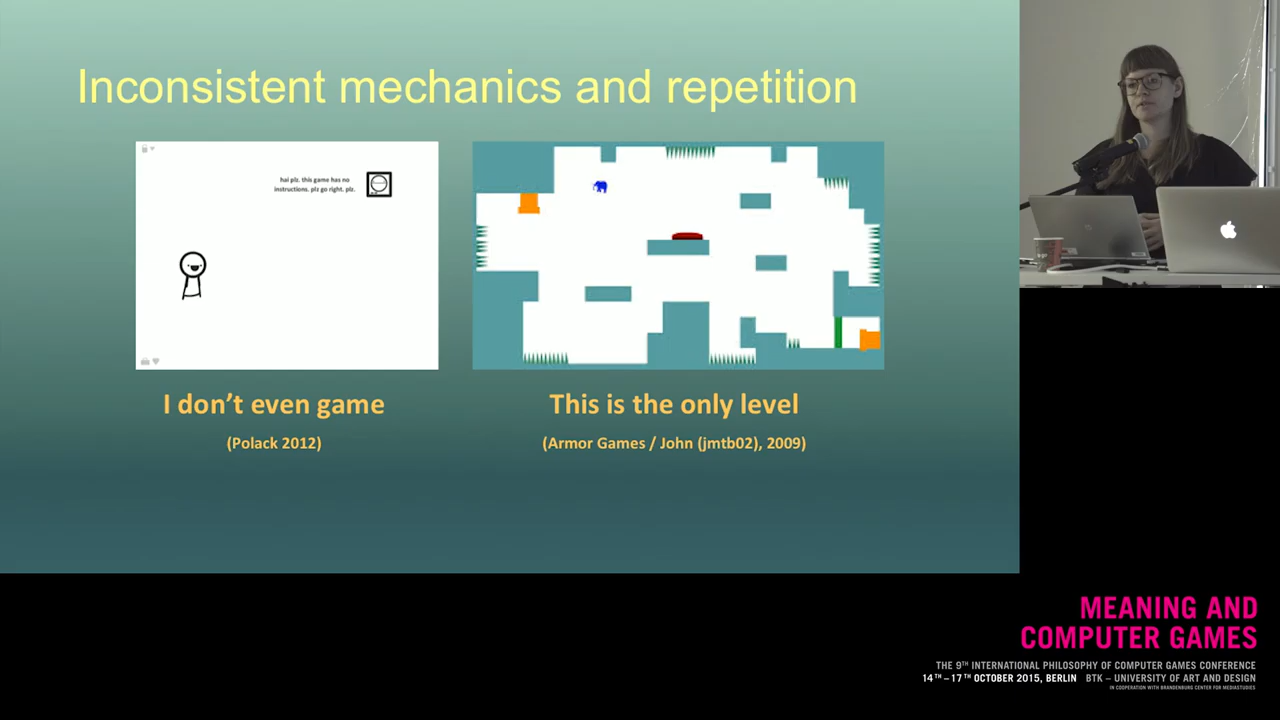 Inconsistent mechanics and repetition
hai plz. this game has no
instructions. plz go right. plz.
I don't even game
(Polack 2012)
This is the only level
(Armor Games / John (jmtb02), 2009)
MEANING AND
COMPUTER GAMES
THE 9TH INTERNATIONAL PHILOSOPHY OF COMPUTER GAMES CONFERENCE
14TH – 17TH OCTOBER 2015, BERLIN BTK – UNIVERSITY OF ART AND DESIGN
IN COOPERATION WITH BRANDENBURG CENTER FOR MEDIASTUDIES